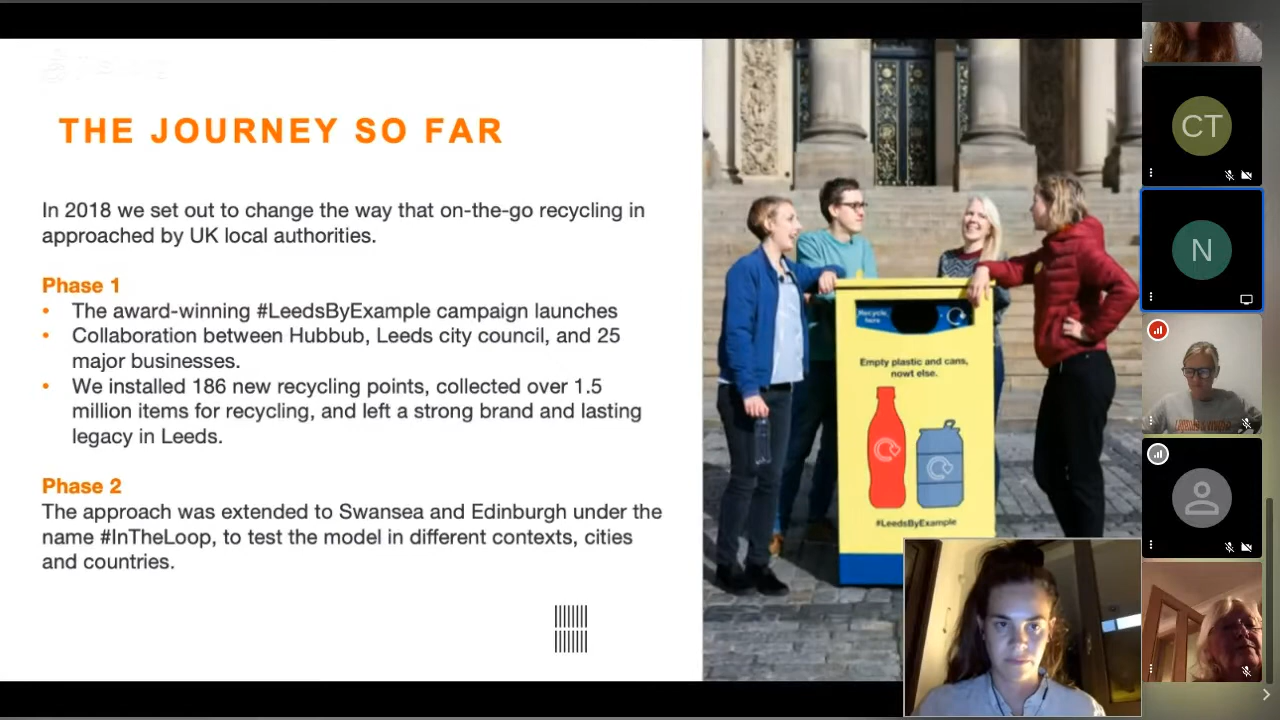 THE JOURNEY SO FAR
In 2018 we set out to change the way that on-the-go recycling in
approached by UK local authorities.
Phase 1
• The award-winning #LeedsByExample campaign launches
• Collaboration between Hubbub, Leeds city council, and 25
major businesses.
• We installed 186 new recycling points, collected over 1.5
million items for recycling, and left a strong brand and lasting
legacy in Leeds.
Phase 2
The approach was extended to Swansea and Edinburgh under the
name #InTheLoop, to test the model in different contexts, cities
and countries.
Recycle
here
Empty plastic and cans,
nowt else.
#LeedsByExample
CT
N